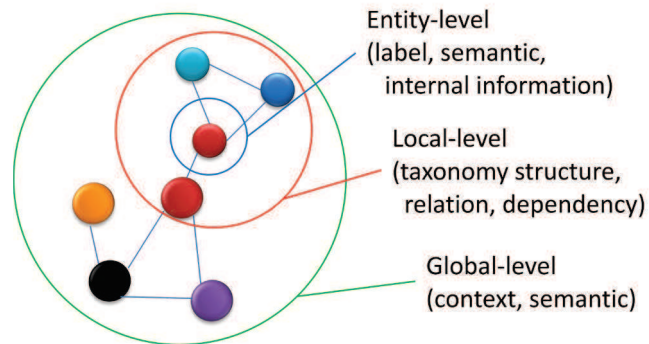 Entity-level
(label, semantic,
internal information)
Local-level
(taxonomy structure,
relation, dependency)
Global-level
(context, semantic)